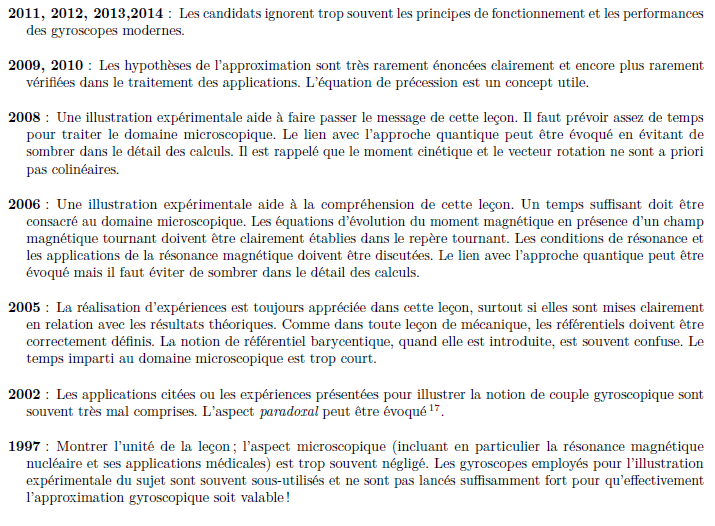 2011, 2012, 2013,2014 : Les candidats ignorent trop souvent les principes de fonctionnement et les performances
des gyroscopes modernes.
2009, 2010 : Les hypothèses de l'approximation sont très rarement énoncées clairement et encore plus rarement
vérifiées dans le traitement des applications. L'équation de précession est un concept utile.
2008 : Une illustration expérimentale aide à faire passer le message de cette leçon. Il faut prévoir assez de temps
pour traiter le domaine microscopique. Le lien avec l'approche quantique peut être évoqué en évitant de
sombrer dans le détail des calculs. Il est rappelé que le moment cinétique et le vecteur rotation ne sont a priori
pas colinéaires.
2006 : Une illustration expérimentale aide à la compréhension de cette leçon. Un temps suffisant doit être
consacré au domaine microscopique. Les équations d'évolution du moment magnétique en présence d'un champ
magnétique tournant doivent être clairement établies dans le repère tournant. Les conditions de résonance et
les applications de la résonance magnétique doivent être discutées. Le lien avec l'approche quantique peut être
évoqué mais il faut éviter de sombrer dans le détail des calculs.
2005 : La réalisation d'expériences est toujours appréciée dans cette leçon, surtout si elles sont mises clairement
en relation avec les résultats théoriques. Comme dans toute leçon de mécanique, les référentiels doivent être
correctement définis. La notion de référentiel barycentique, quand elle est introduite, est souvent confuse. Le
temps imparti au domaine microscopique est trop court.
2002 : Les applications citées ou les expériences présentées pour illustrer la notion de couple gyroscopique sont
souvent très mal comprises. L'aspect paradoxal peut être évoqué 17.
1997 : Montrer l'unité de la leçon ; l'aspect microscopique (incluant en particulier la résonance magnétique
nucléaire et ses applications médicales) est trop souvent négligé. Les gyroscopes employés pour l'illustration
expérimentale du sujet sont souvent sous-utilisés et ne sont pas lancés suffisamment fort pour qu'effectivement
l'approximation gyroscopique soit valable !